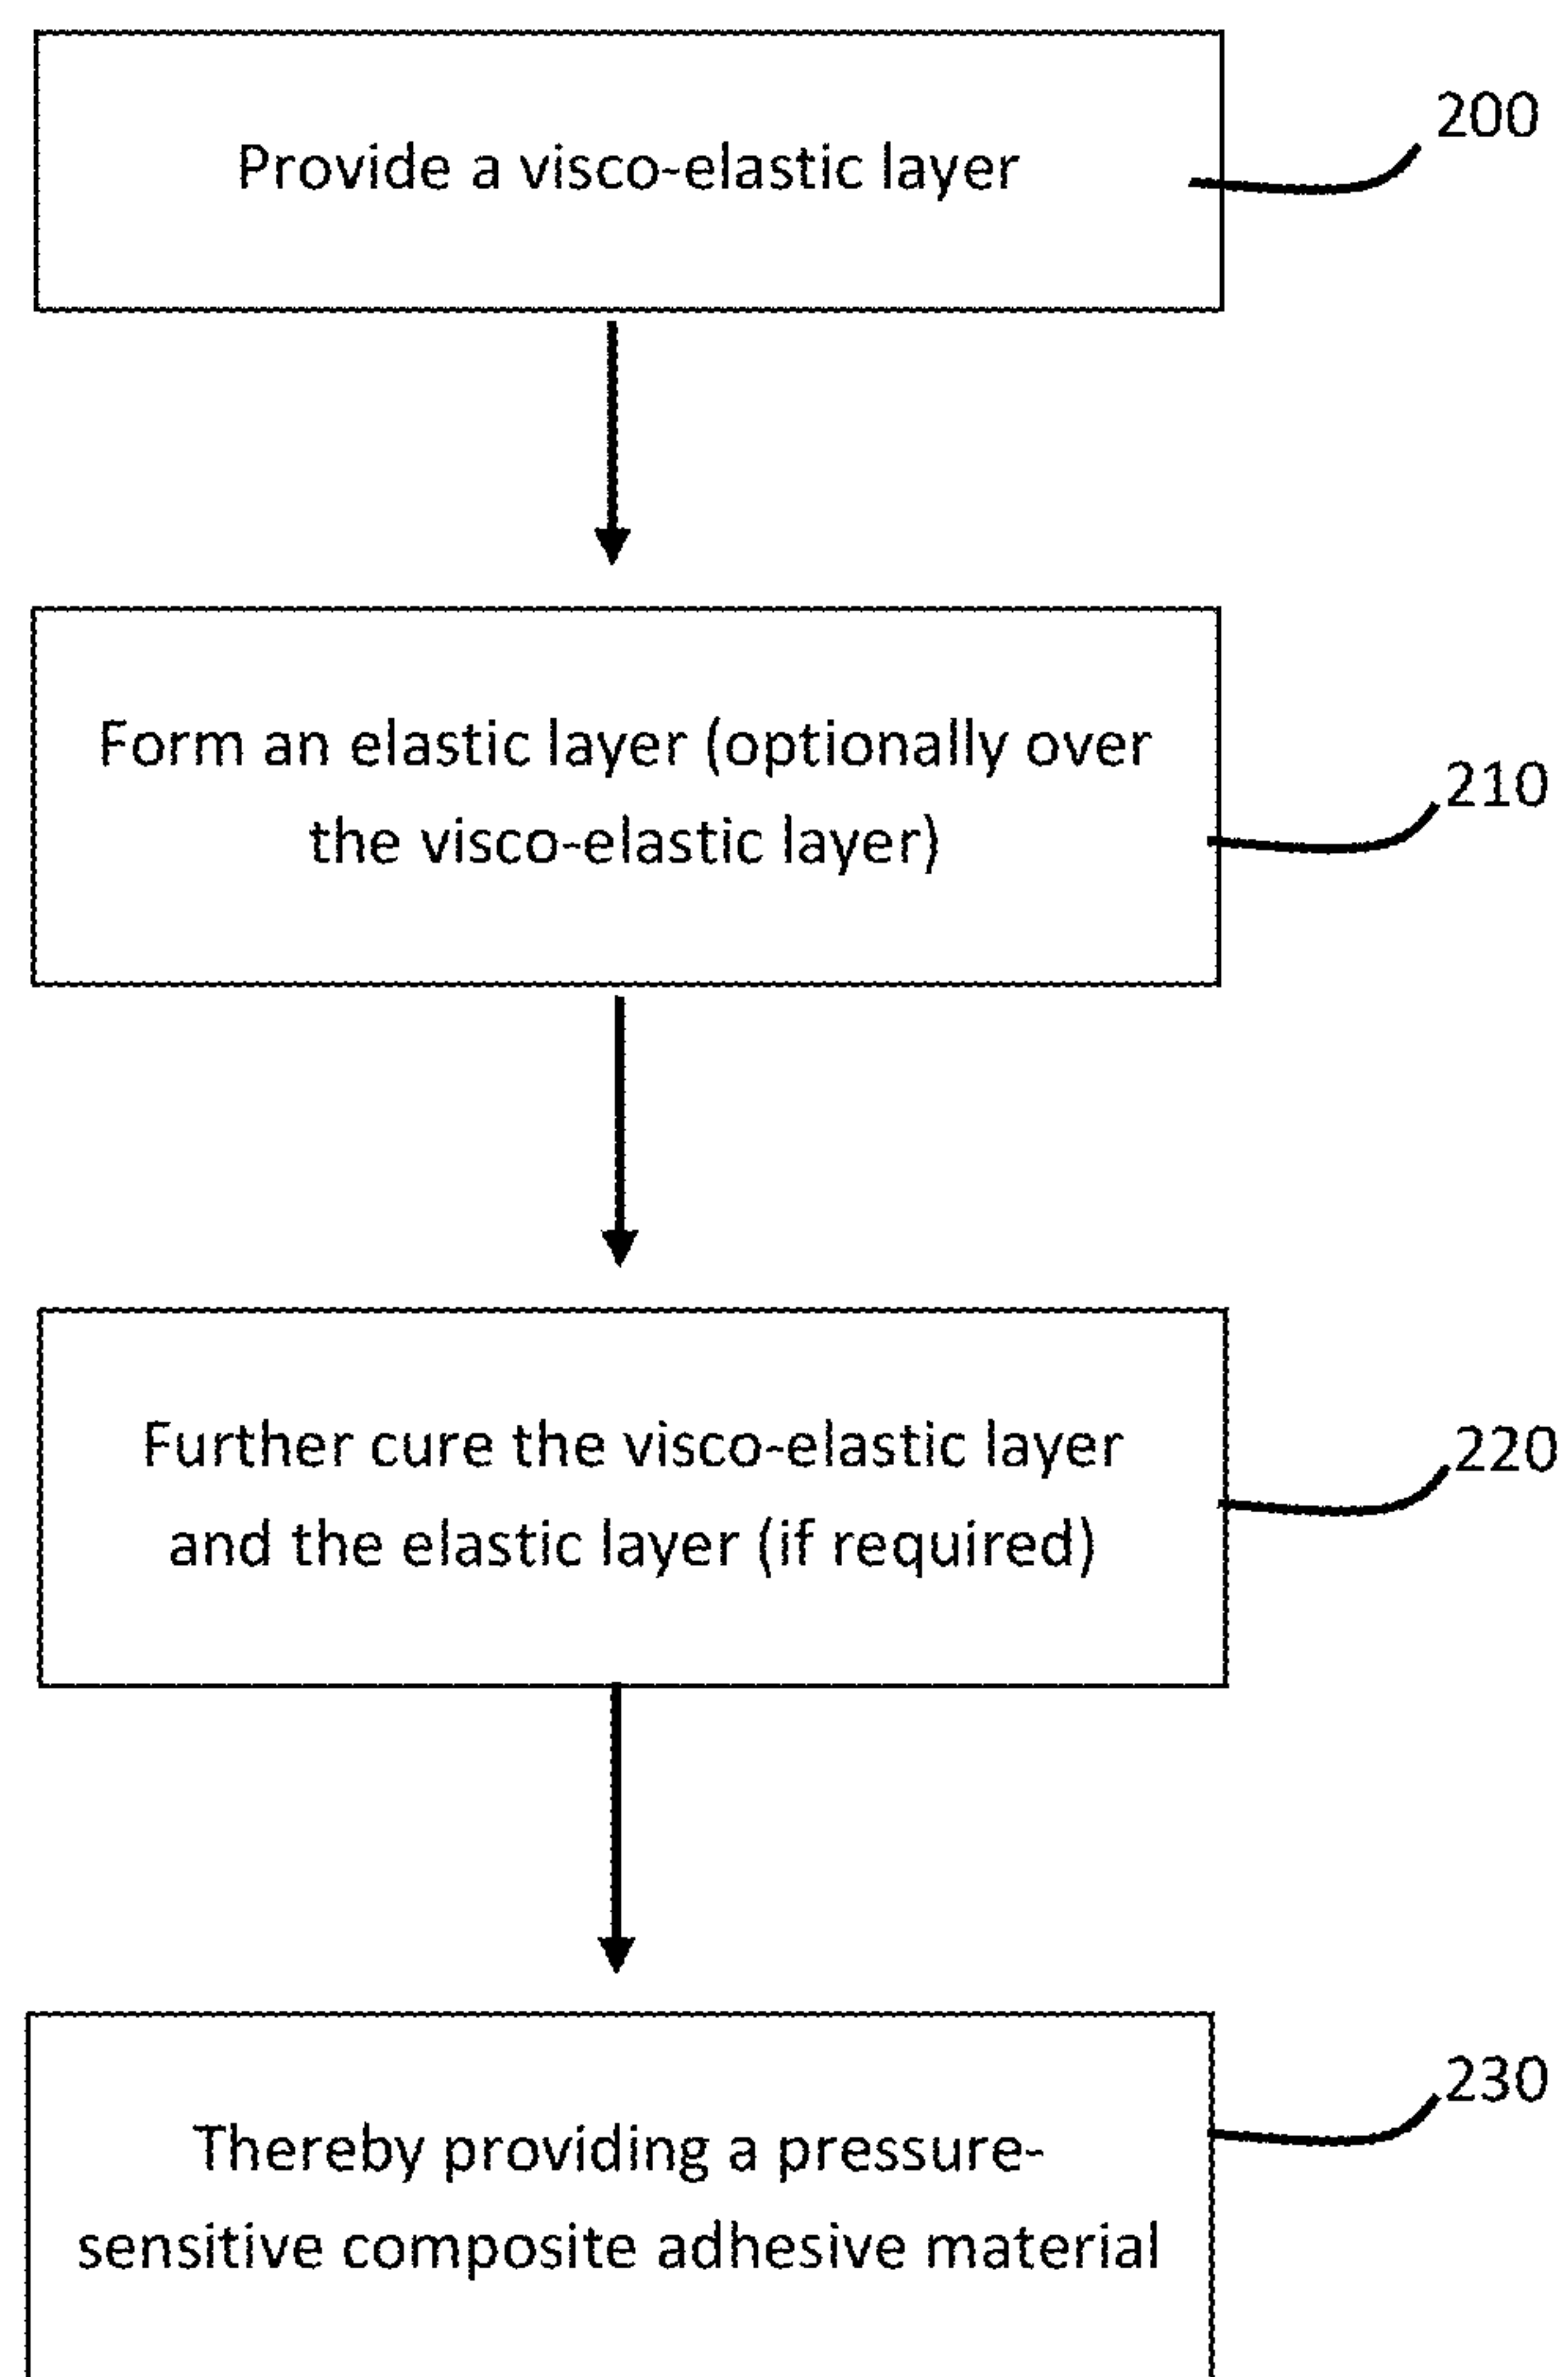 Provide a visco-elastic layer
200
Form an elastic layer (optionally over
the visco-elastic layer)
210
Further cure the visco-elastic layer
and the elastic layer (if required)
220
Thereby providing a pressure-
sensitive composite adhesive material
230